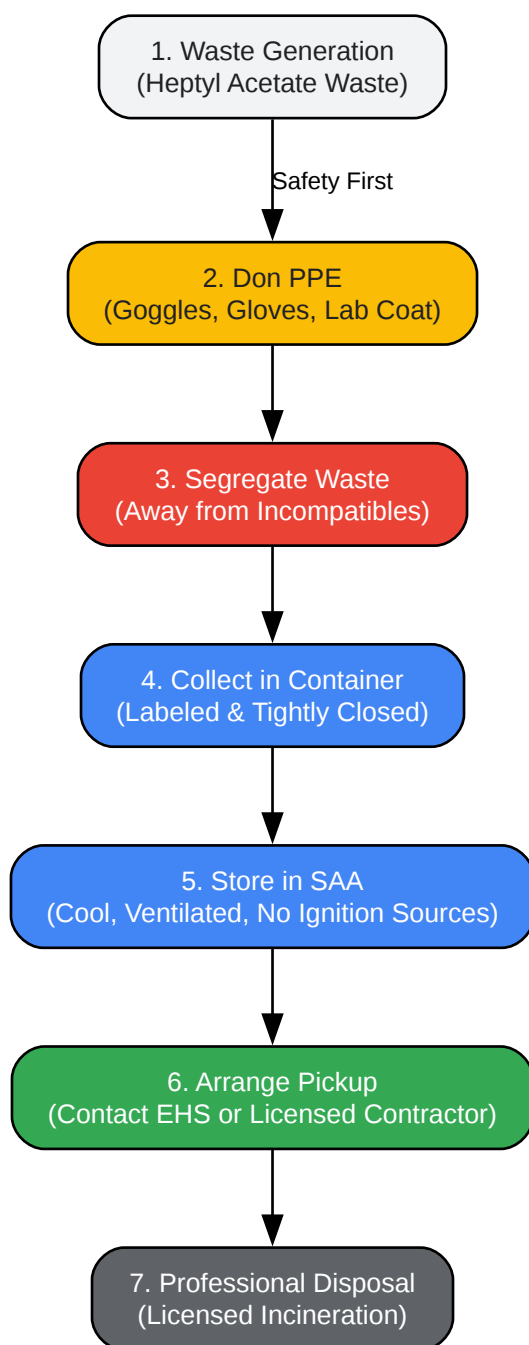 1. Waste Generation
(Heptyl Acetate Waste)
Safety First
2. Don PPE
(Goggles, Gloves, Lab Coat)
3. Segregate Waste
(Away from Incompatibles)
4. Collect in Container
(Labeled & Tightly Closed)
5. Store in SAA
(Cool, Ventilated, No Ignition Sources)
6. Arrange Pickup
(Contact EHS or Licensed Contractor)
7. Professional Disposal
(Licensed Incineration)